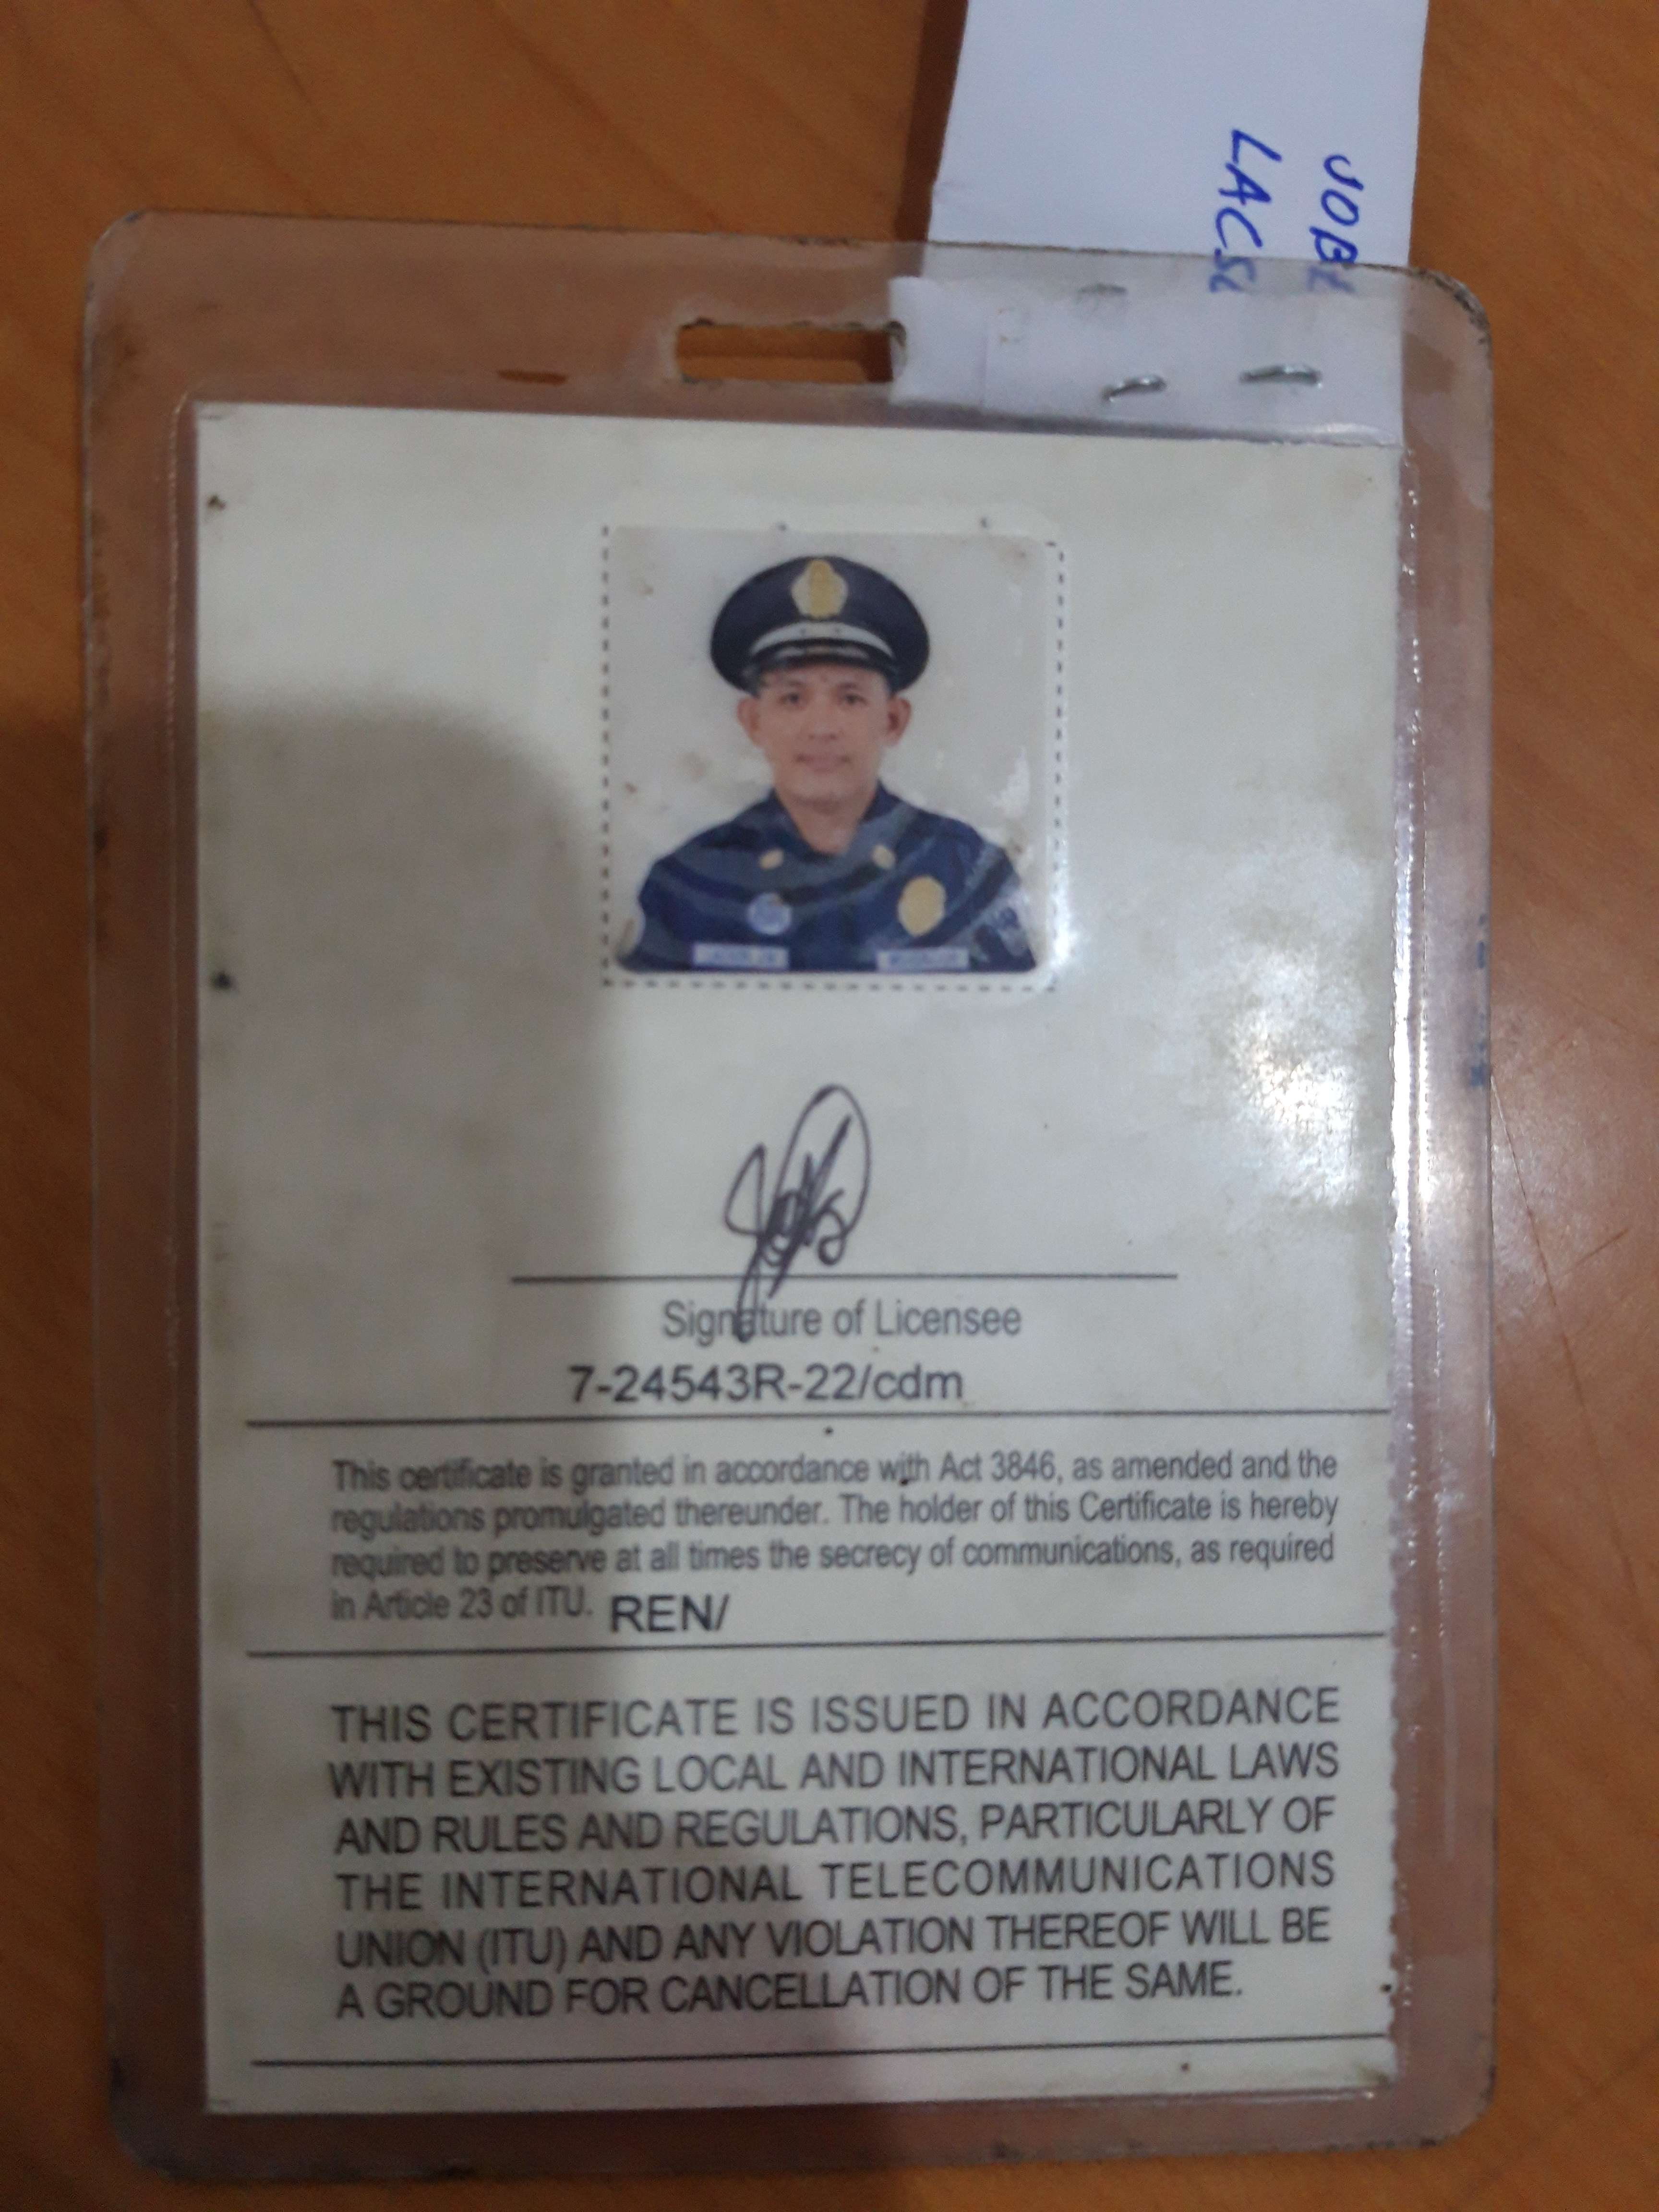 Signature of Licensee
7-24543R-22/cdm
This certificate is granted in accordance with Act 3846, as amended and the
regulations promulgated thereunder. The holder of this Certificate is hereby
required to preserve at all times the secrecy of communications, as required
in Article 23 of ITU. REN/
THIS CERTIFICATE IS ISSUED IN ACCORDANCE
WITH EXISTING LOCAL AND INTERNATIONAL LAWS
AND RULES AND REGULATIONS, PARTICULARLY OF
THE INTERNATIONAL TELECOMMUNICATIONS
UNION (ITU) AND ANY VIOLATION THEREOF WILL BE
A GROUND FOR CANCELLATION OF THE SAME.